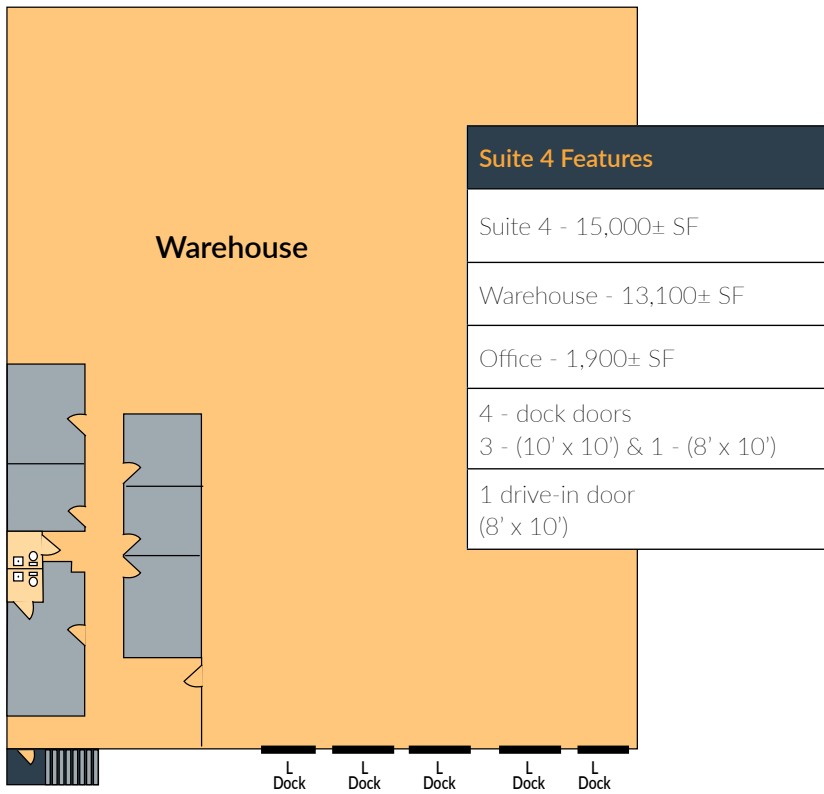 Warehouse
Suite 4 Features
Suite 4 - 15,000± SF
Warehouse - 13,100± SF
Office - 1,900± SF
4 - dock doors
3 - (10’ x 10’) & 1 - (8’ x 10’)
1 drive-in door
(8’ x 10’)
L
Dock
L
Dock
L
Dock
L
Dock
L
Dock